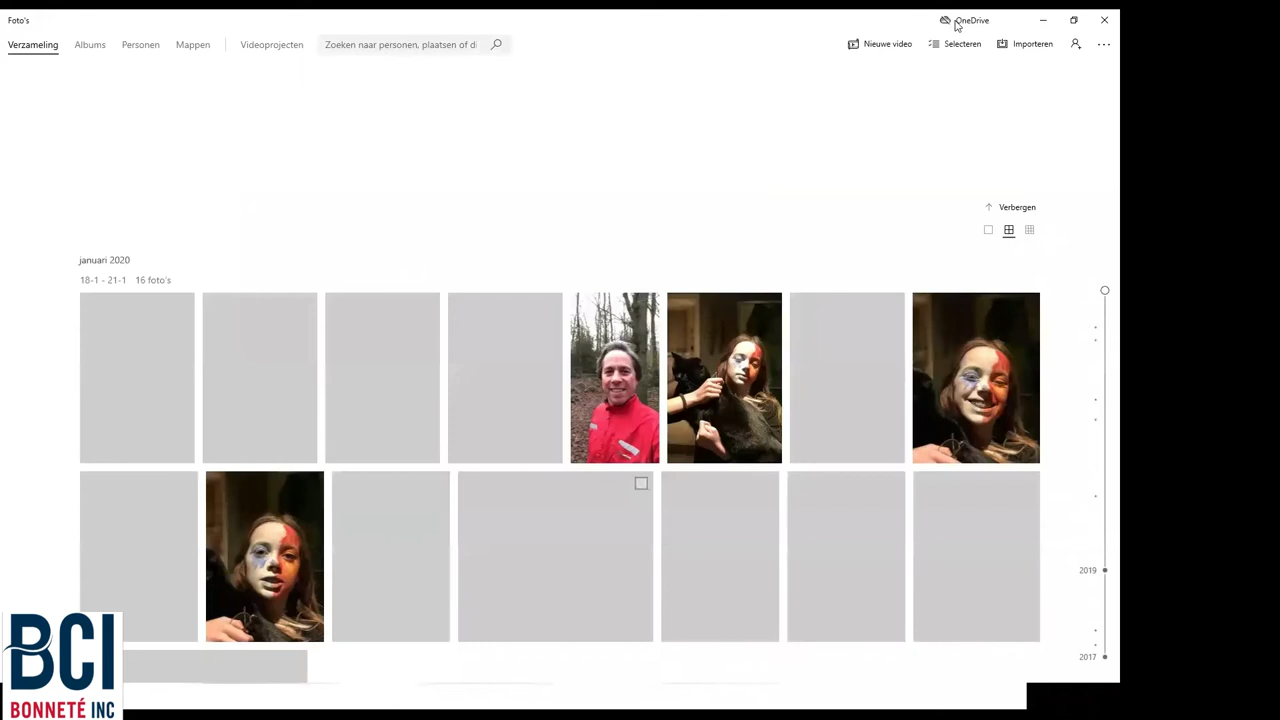 Foto's
OneDrive
Verzameling Albums Personen Mappen Videoprojecten Zoeken naar personen, plaatsen of di Nieuwe video Selecteren Importeren
Verbergen
januari 2020
18-1 - 21-1 16 foto's
2019
2017
BCI
BONNETÉ INC